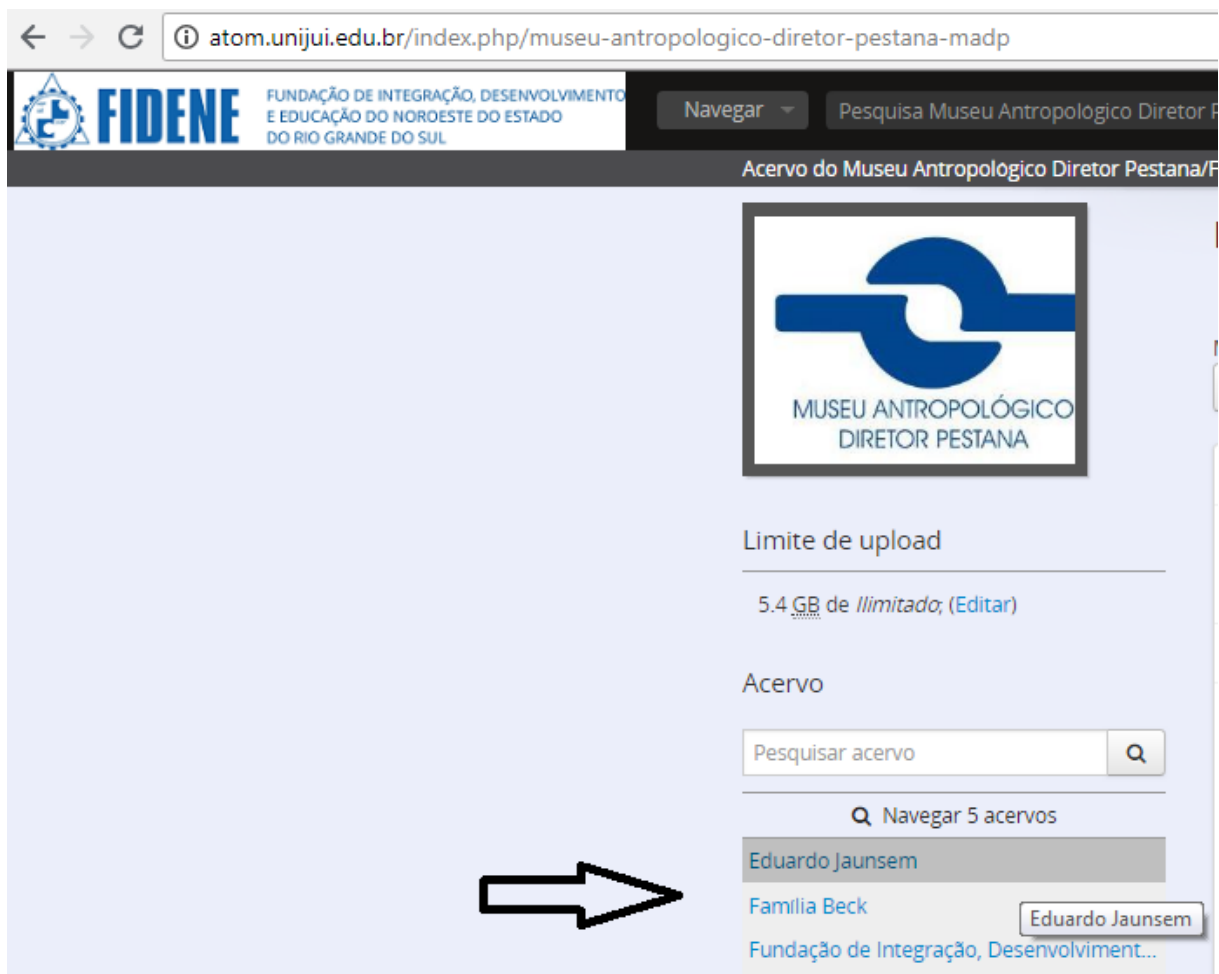 atom.unijui.edu.br/index.php/museu-antropologico-diretor-pestana-madp
FIDENE
FUNDAÇÃO DE INTEGRAÇÃO, DESENVOLVIMENTO
E EDUCAÇÃO DO NOROESTE DO ESTADO
DO RIO GRANDE DO SUL
Navegar
Pesquisa Museu Antropológico Diretor P
Acervo do Museu Antropológico Diretor Pestana/F
MUSEU ANTROPOLÓGICO
DIRETOR PESTANA
Limite de upload
5.4 GB de Ilimitado; (Editar)
Acervo
Pesquisar acervo
Navegar 5 acervos
Eduardo Jaunsem
Família Beck
Eduardo Jaunsem
Fundação de Integração, Desenvolviment...